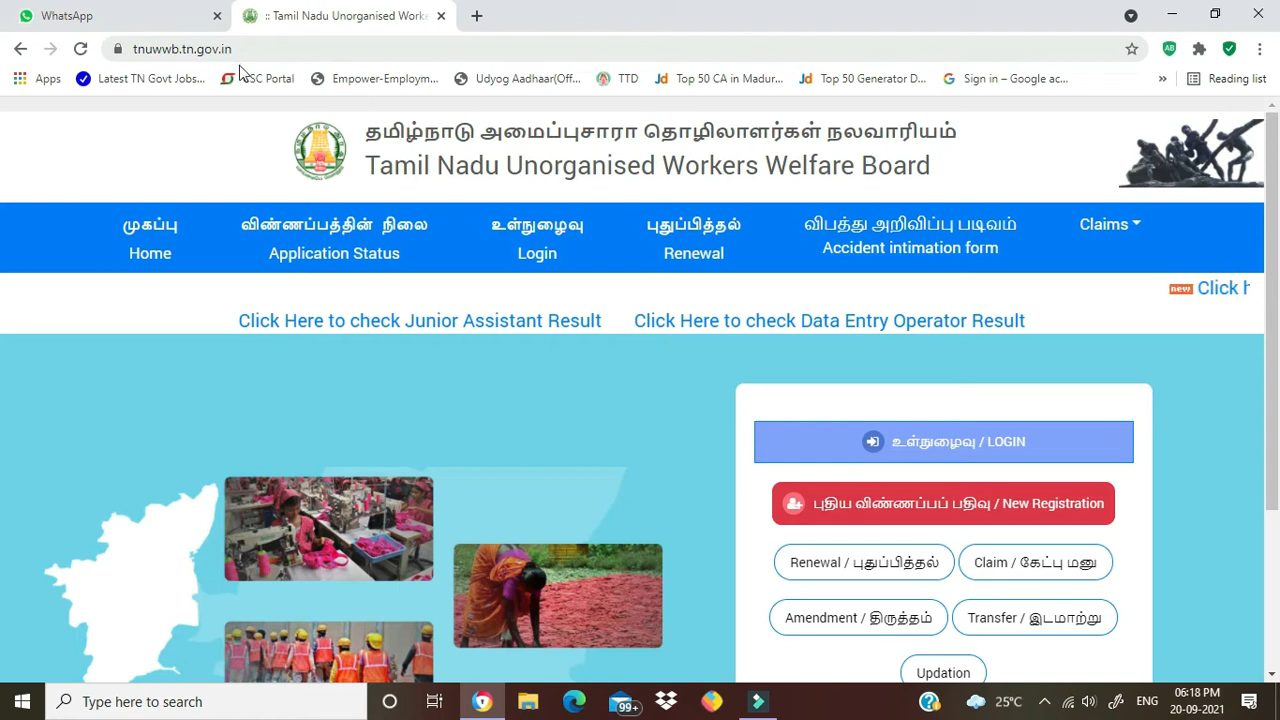 WhatsApp
:: Tamil Nadu Unorganised Worke
tnuwwb.tn.gov.in
Apps
Latest TN Govt Jobs...
SC Portal
Empower-Employm...
Udyog Aadhaar(Of...
TTD
Top 50 CA in Madur...
Top 50 Generator D...
Sign in – Google ac...
»
Reading list
தமிழ்நாடு அமைப்புசாரா தொழிலாளர்கள் நலவாரியம்
Tamil Nadu Unorganised Workers Welfare Board
முகப்பு
Home
விண்ணப்பத்தின் நிலை
Application Status
உள்நுழைவு
Login
புதுப்பித்தல்
Renewal
விபத்து அறிவிப்பு படிவம்
Accident intimation form
Claims
new Click h
Click Here to check Junior Assistant Result
Click Here to check Data Entry Operator Result
உள்நுழைவு / LOGIN
புதிய விண்ணப்பப் பதிவு / New Registration
Renewal / புதுப்பித்தல்
Claim / கேட்பு மனு
Amendment / திருத்தம்
Transfer / இடமாற்று
Updation
Type here to search
99+
25°C
ENG
06:18 PM
20-09-2021